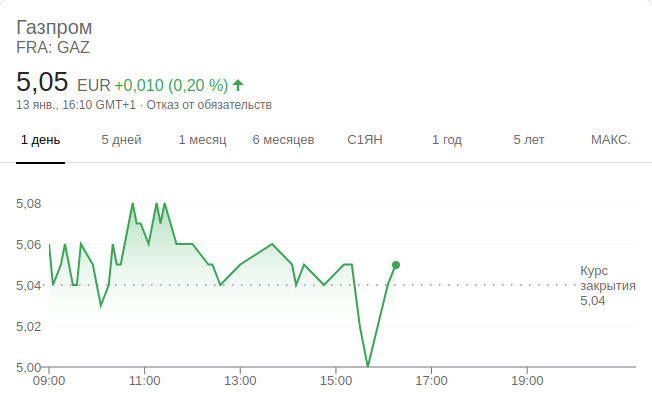 Газпром
FRA: GAZ
5,05 EUR +0,010 (0,20 %)
13 янв., 16:10 GMT+1 · Отказ от обязательств
1 день 5 дней 1 месяц 6 месяцев С1ЯН 1 год 5 лет МАКС.
5,08
5,06
5,04
5,02
5,00
Курс
закрытия
5,04
09:00 11:00 13:00 15:00 17:00 19:00